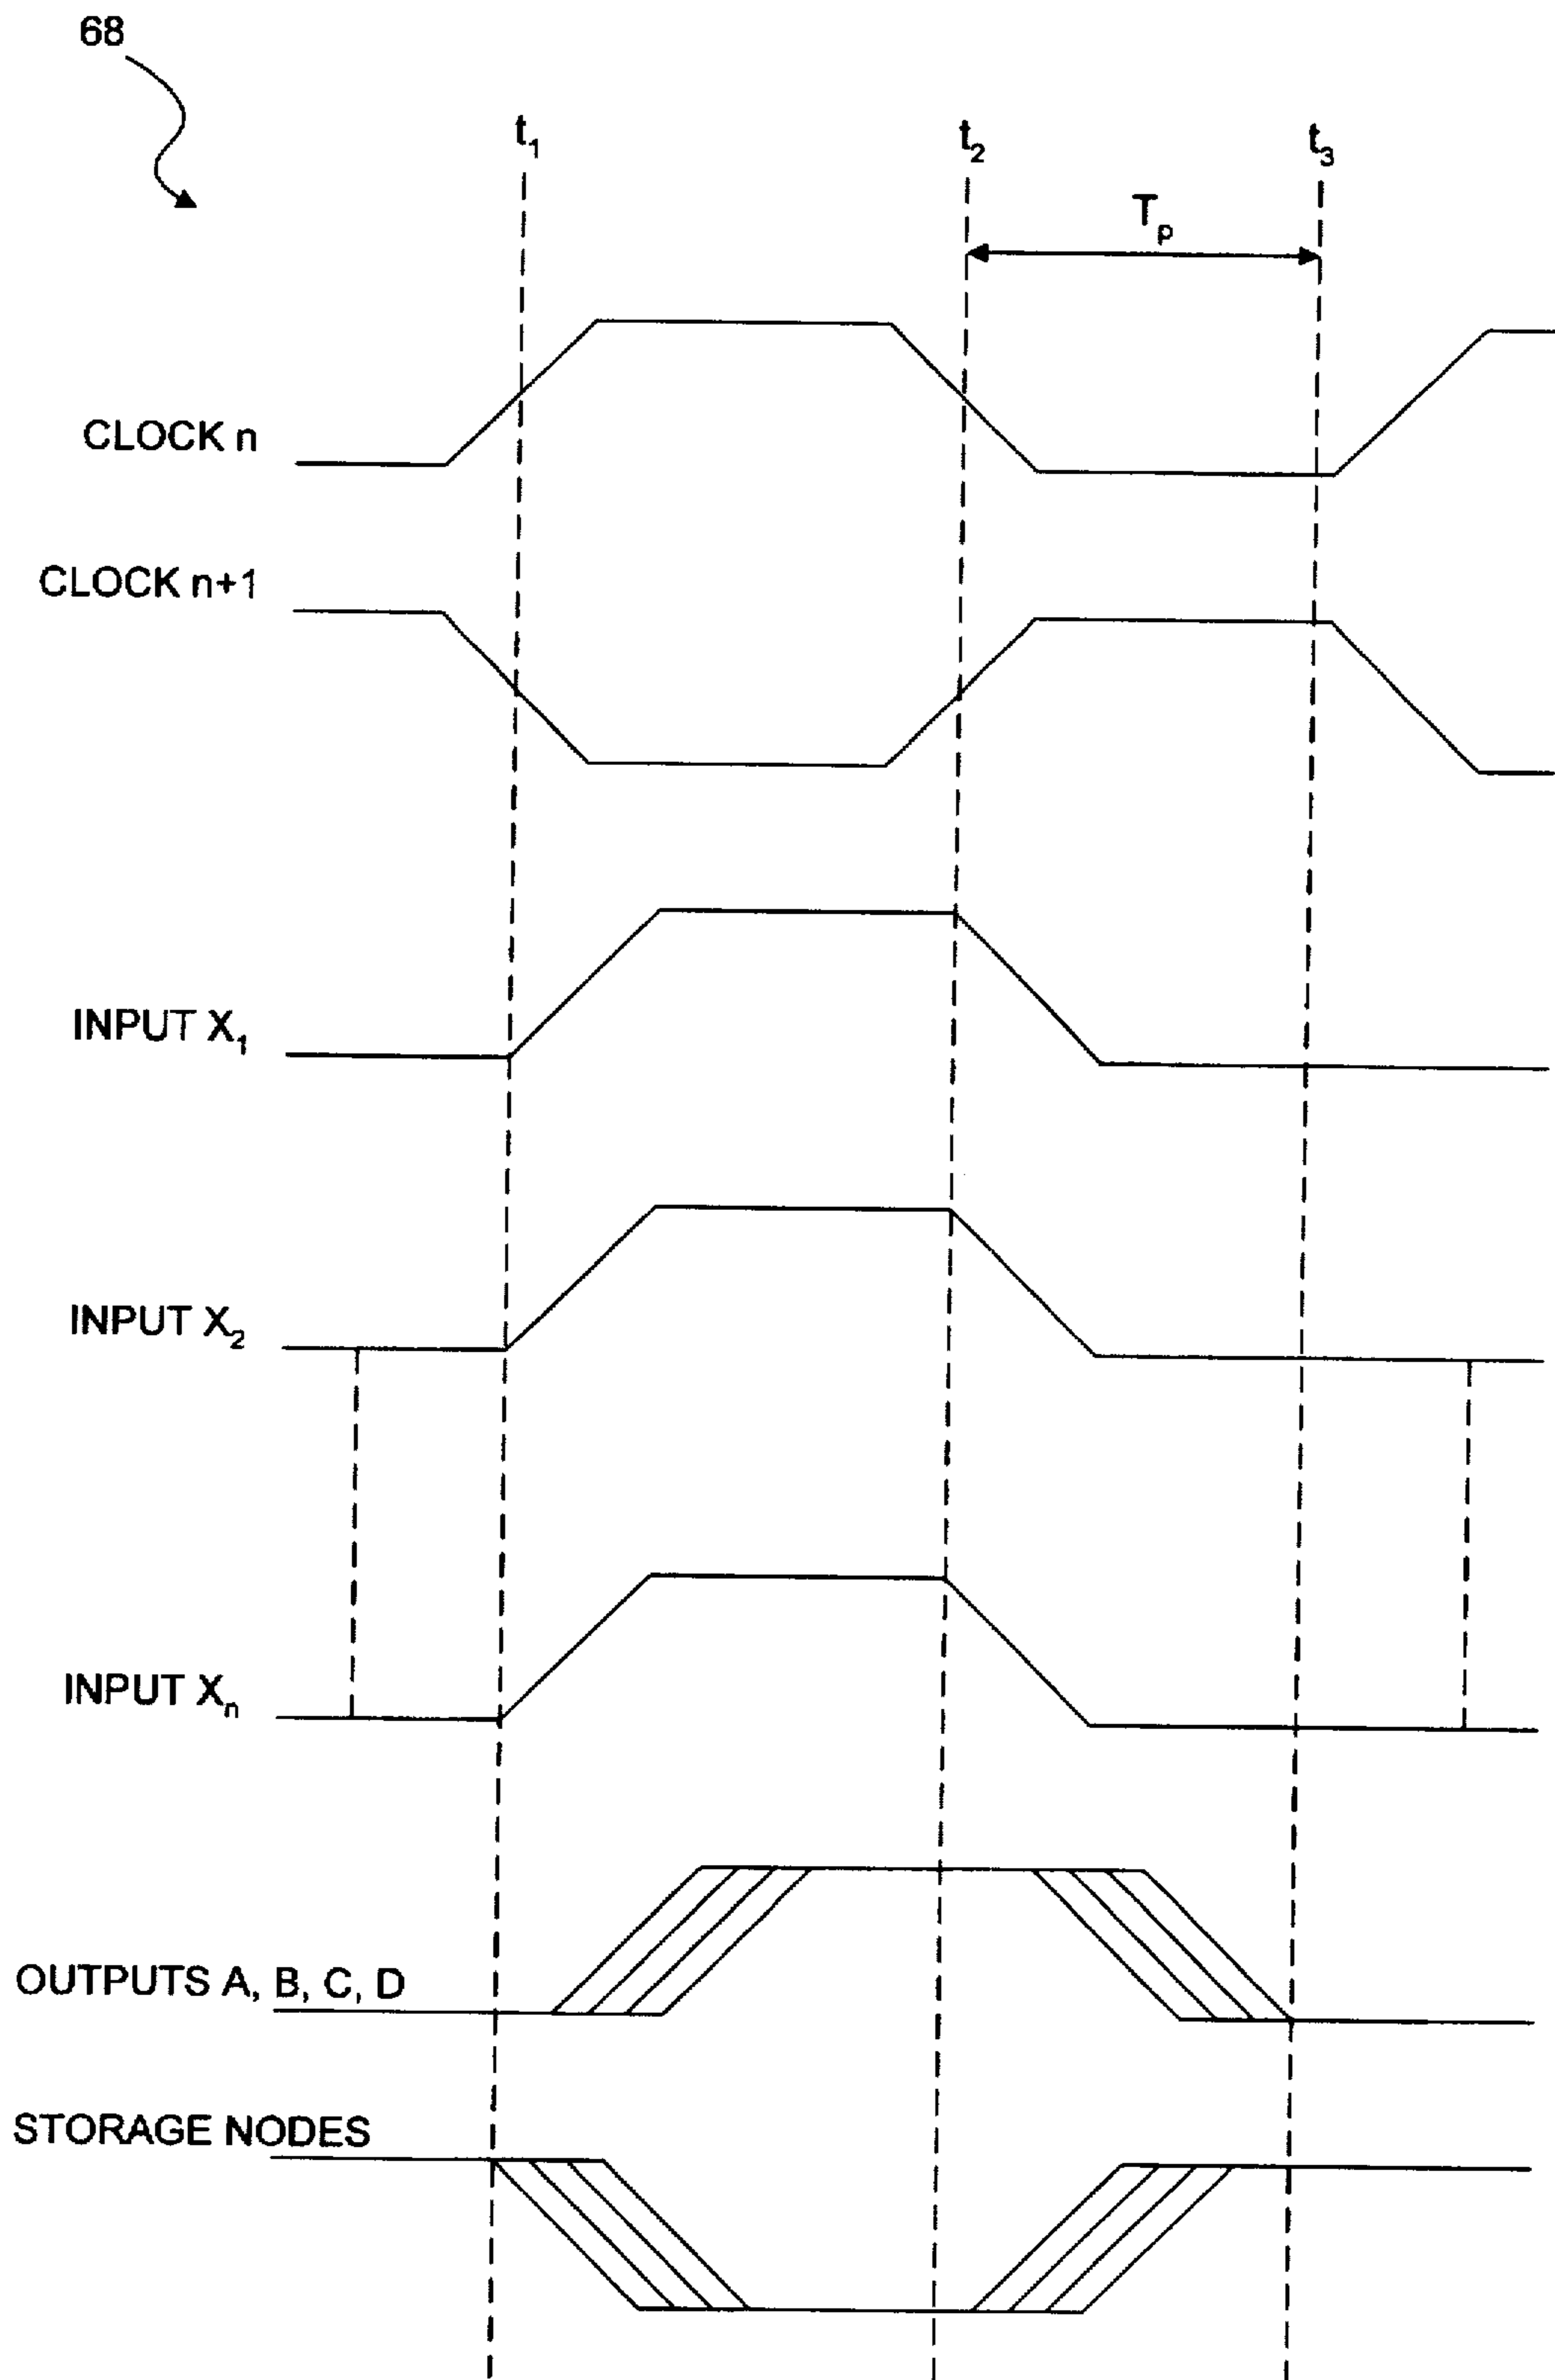 68
t₁
t₂
t₃
Tₚ
CLOCK n
CLOCK n+1
INPUT X₁
INPUT X₂
INPUT Xₙ
OUTPUTS A, B, C, D
STORAGE NODES